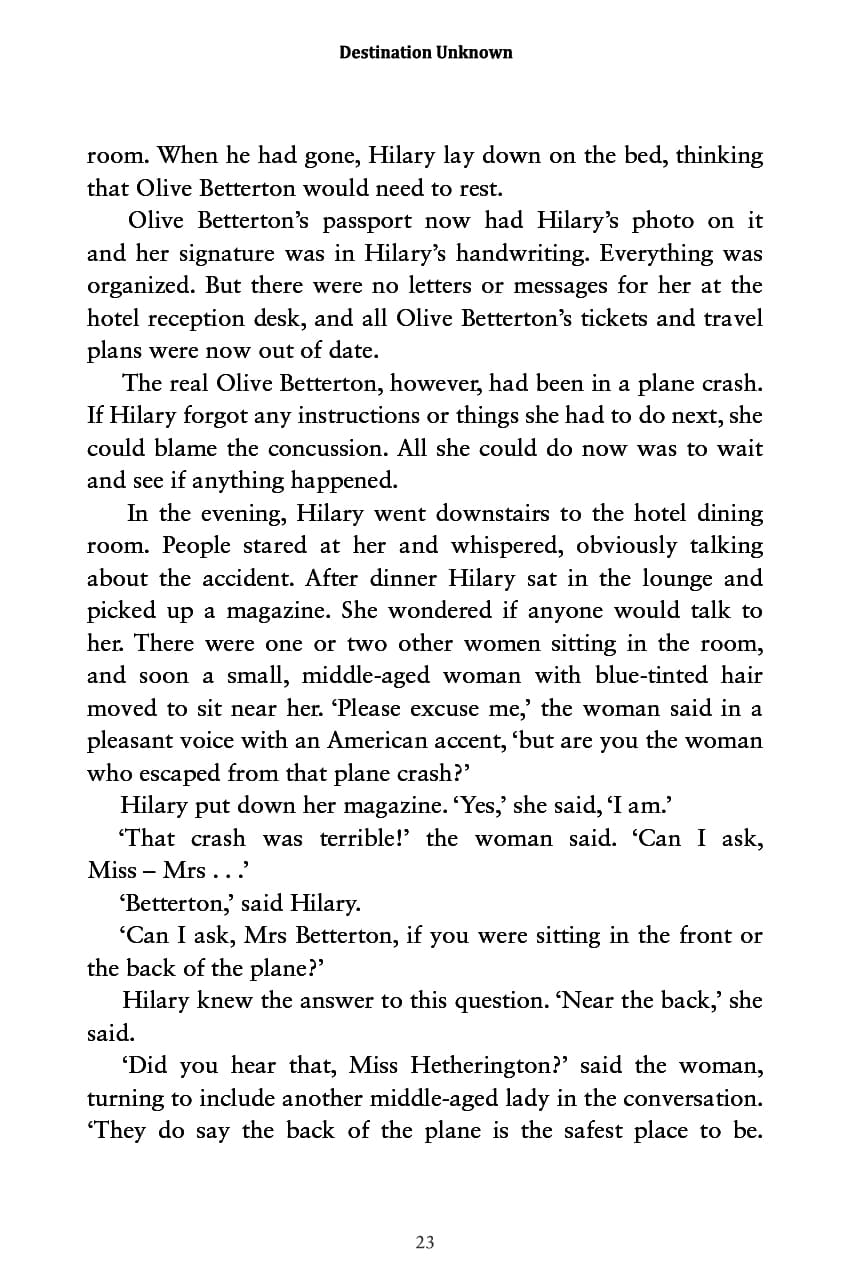 Destination Unknown
room. When he had gone, Hilary lay down on the bed, thinking
that Olive Betterton would need to rest.
Olive Betterton’s passport now had Hilary’s photo on it
and her signature was in Hilary’s handwriting. Everything was
organized. But there were no letters or messages for her at the
hotel reception desk, and all Olive Betterton’s tickets and travel
plans were now out of date.
The real Olive Betterton, however, had been in a plane crash.
If Hilary forgot any instructions or things she had to do next, she
could blame the concussion. All she could do now was to wait
and see if anything happened.
In the evening, Hilary went downstairs to the hotel dining
room. People stared at her and whispered, obviously talking
about the accident. After dinner Hilary sat in the lounge and
picked up a magazine. She wondered if anyone would talk to
her. There were one or two other women sitting in the room,
and soon a small, middle-aged woman with blue-tinted hair
moved to sit near her. ‘Please excuse me,’ the woman said in a
pleasant voice with an American accent, ‘but are you the woman
who escaped from that plane crash?’
Hilary put down her magazine. ‘Yes,’ she said, ‘I am.’
‘That crash was terrible!’ the woman said. ‘Can I ask,
Miss – Mrs . . .’
‘Betterton,’ said Hilary.
‘Can I ask, Mrs Betterton, if you were sitting in the front or
the back of the plane?’
Hilary knew the answer to this question. ‘Near the back,’ she
said.
‘Did you hear that, Miss Hetherington?’ said the woman,
turning to include another middle-aged lady in the conversation.
‘They do say the back of the plane is the safest place to be.
23